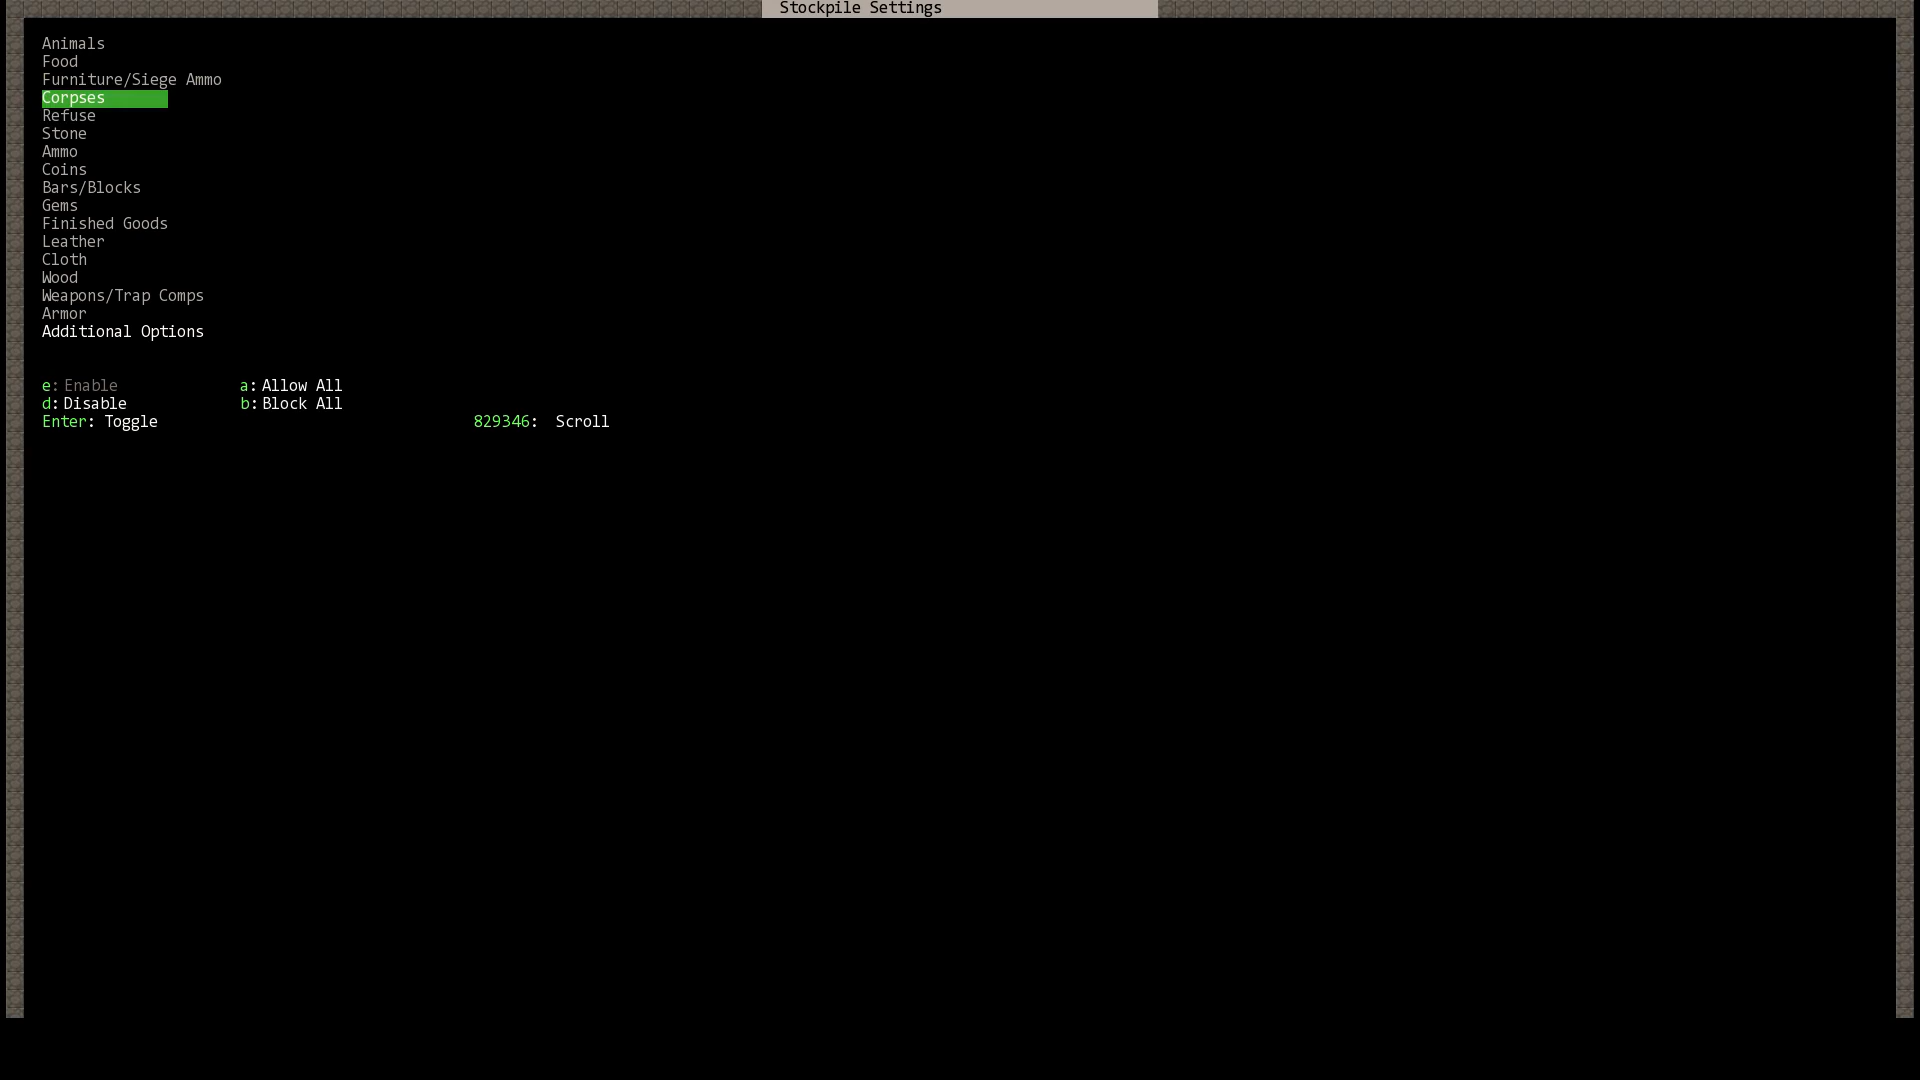 Stockpile Settings
Animals
Food
Furniture/Siege Ammo
Corpses
Refuse
Stone
Ammo
Coins
Bars/Blocks
Gems
Finished Goods
Leather
Cloth
Wood
Weapons/Trap Comps
Armor
Additional Options
e: Enable a: Allow All
d: Disable b: Block All
Enter: Toggle 829346: Scroll